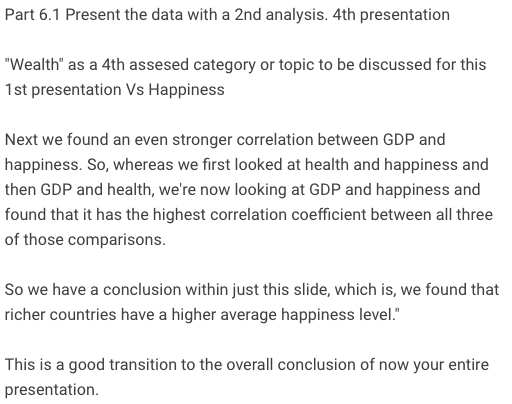 Part 6.1 Present the data with a 2nd analysis. 4th presentation
"Wealth" as a 4th assesed category or topic to be discussed for this
1st presentation Vs Happiness
Next we found an even stronger correlation between GDP and
happiness. So, whereas we first looked at health and happiness and
then GDP and health, we're now looking at GDP and happiness and
found that it has the highest correlation coefficient between all three
of those comparisons.
So we have a conclusion within just this slide, which is, we found that
richer countries have a higher average happiness level."
This is a good transition to the overall conclusion of now your entire
presentation.